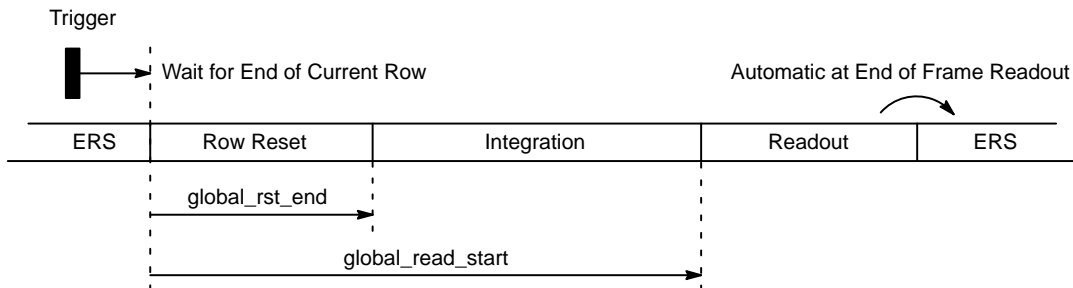 Trigger
Wait for End of Current Row
Automatic at End of Frame Readout
ERS
Row Reset
Integration
Readout
ERS
global_rst_end
global_read_start